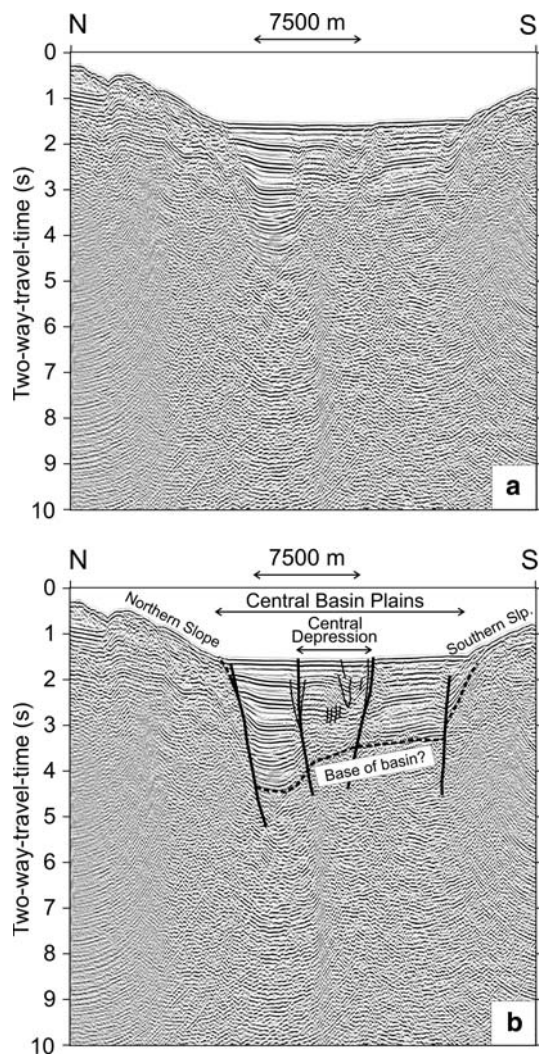 N 7500 m S
0
1
2
3
4
5
6
7
8
9
10
Two-way-travel-time (s)
a
N 7500 m S
0
1
2
3
4
5
6
7
8
9
10
Two-way-travel-time (s)
Northern Slope
Central Basin Plains
Southern Slp.
Central
Depression
Base of basin?
b